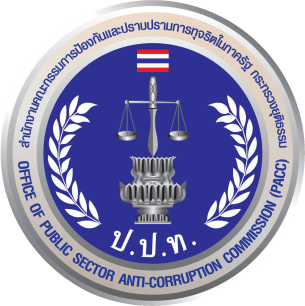 สำนักงานคณะกรรมการป้องกันและปราบปรามการทุจริตในภาครัฐ กระทรวงยุติธรรม
ป.ป.ท.
OFFICE OF PUBLIC SECTOR ANTI-CORRUPTION COMMISSION (PACC)